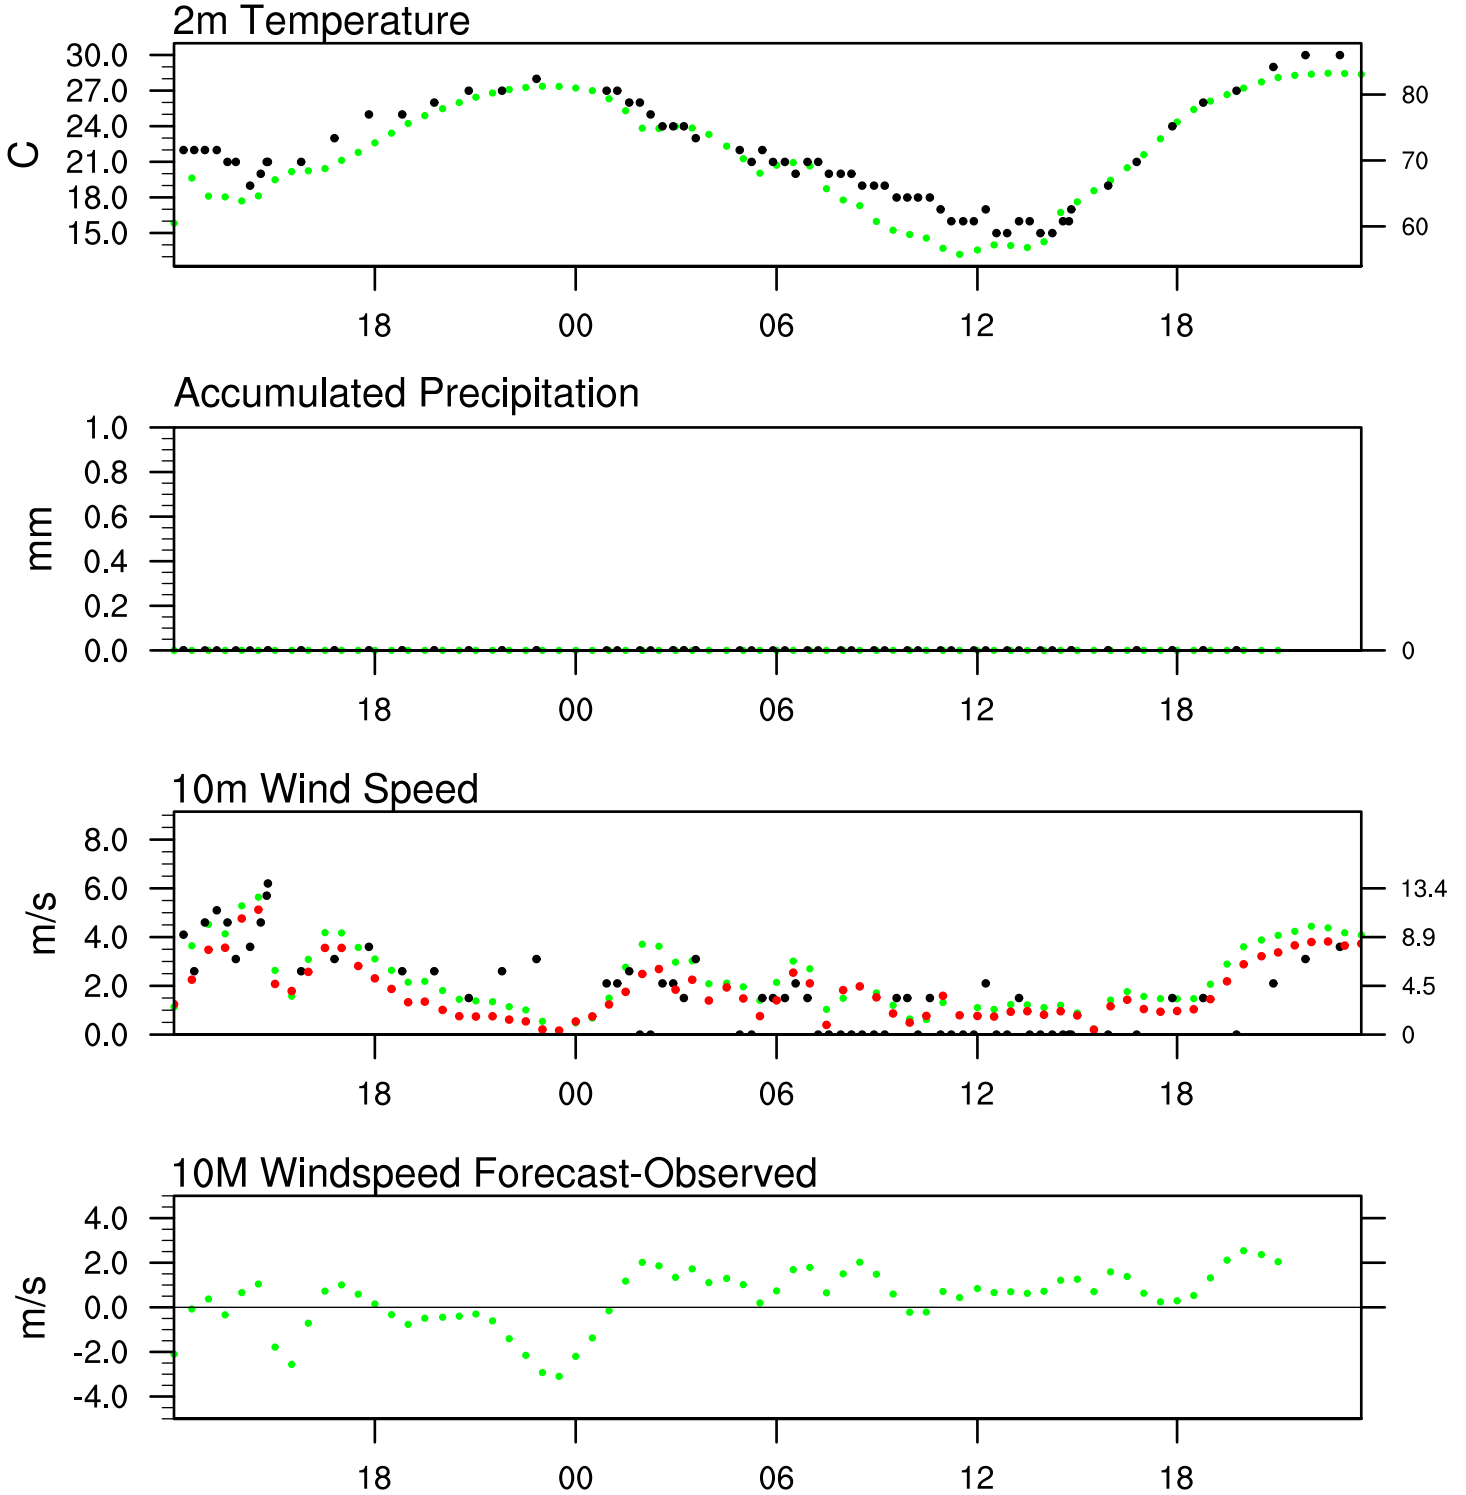 2m Temperature
30.0
27.0
24.0
21.0
18.0
15.0
C
80
70
60
18 00 06 12 18
Accumulated Precipitation
1.0
0.8
0.6
0.4
0.2
0.0
mm
0
18 00 06 12 18
10m Wind Speed
8.0
6.0
4.0
2.0
0.0
m/s
13.4
8.9
4.5
0
18 00 06 12 18
10M Windspeed Forecast-Observed
4.0
2.0
0.0
-2.0
-4.0
m/s
18 00 06 12 18